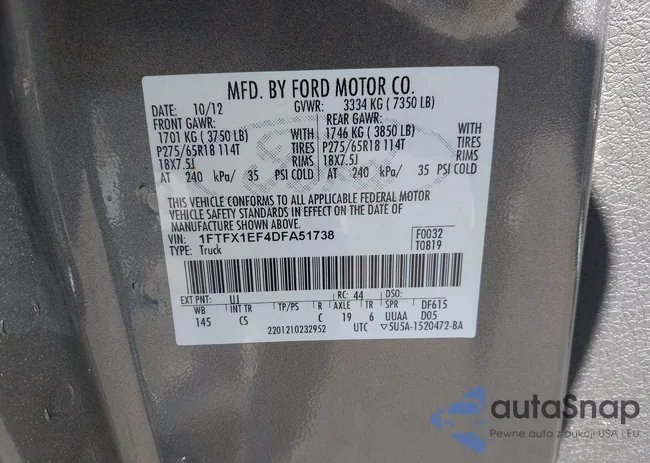 MFD. BY FORD MOTOR CO.
DATE: 10/12 GVWR: 3334 KG ( 7350 LB)
FRONT GAWR: REAR GAWR:
1701 KG ( 3750 LB) WITH 1746 KG ( 3850 LB) WITH
P275/65R18 114T TIRES P275/65R18 114T TIRES
18X7.5J RIMS 18X7.5J RIMS
AT 240 kPa/ 35 PSI COLD AT 240 kPa/ 35 PSI COLD
THIS VEHICLE CONFORMS TO ALL APPLICABLE FEDERAL MOTOR
VEHICLE SAFETY STANDARDS IN EFFECT ON THE DATE OF
MANUFACTURE SHOWN ABOVE.
VIN: 1FTFX1EF4DFA51738 F0032
TYPE: Truck T0819
EXT PNT: UJ RC: 44 DSO:
WB INT TR TP/PS R AXLE TR SPR DF615
145 CS C 19 6 UUAA D05
2201210232952 UTC ▽5U5A-1520472-BA
autaSnap
Pewne auta z aukcji USA i EU